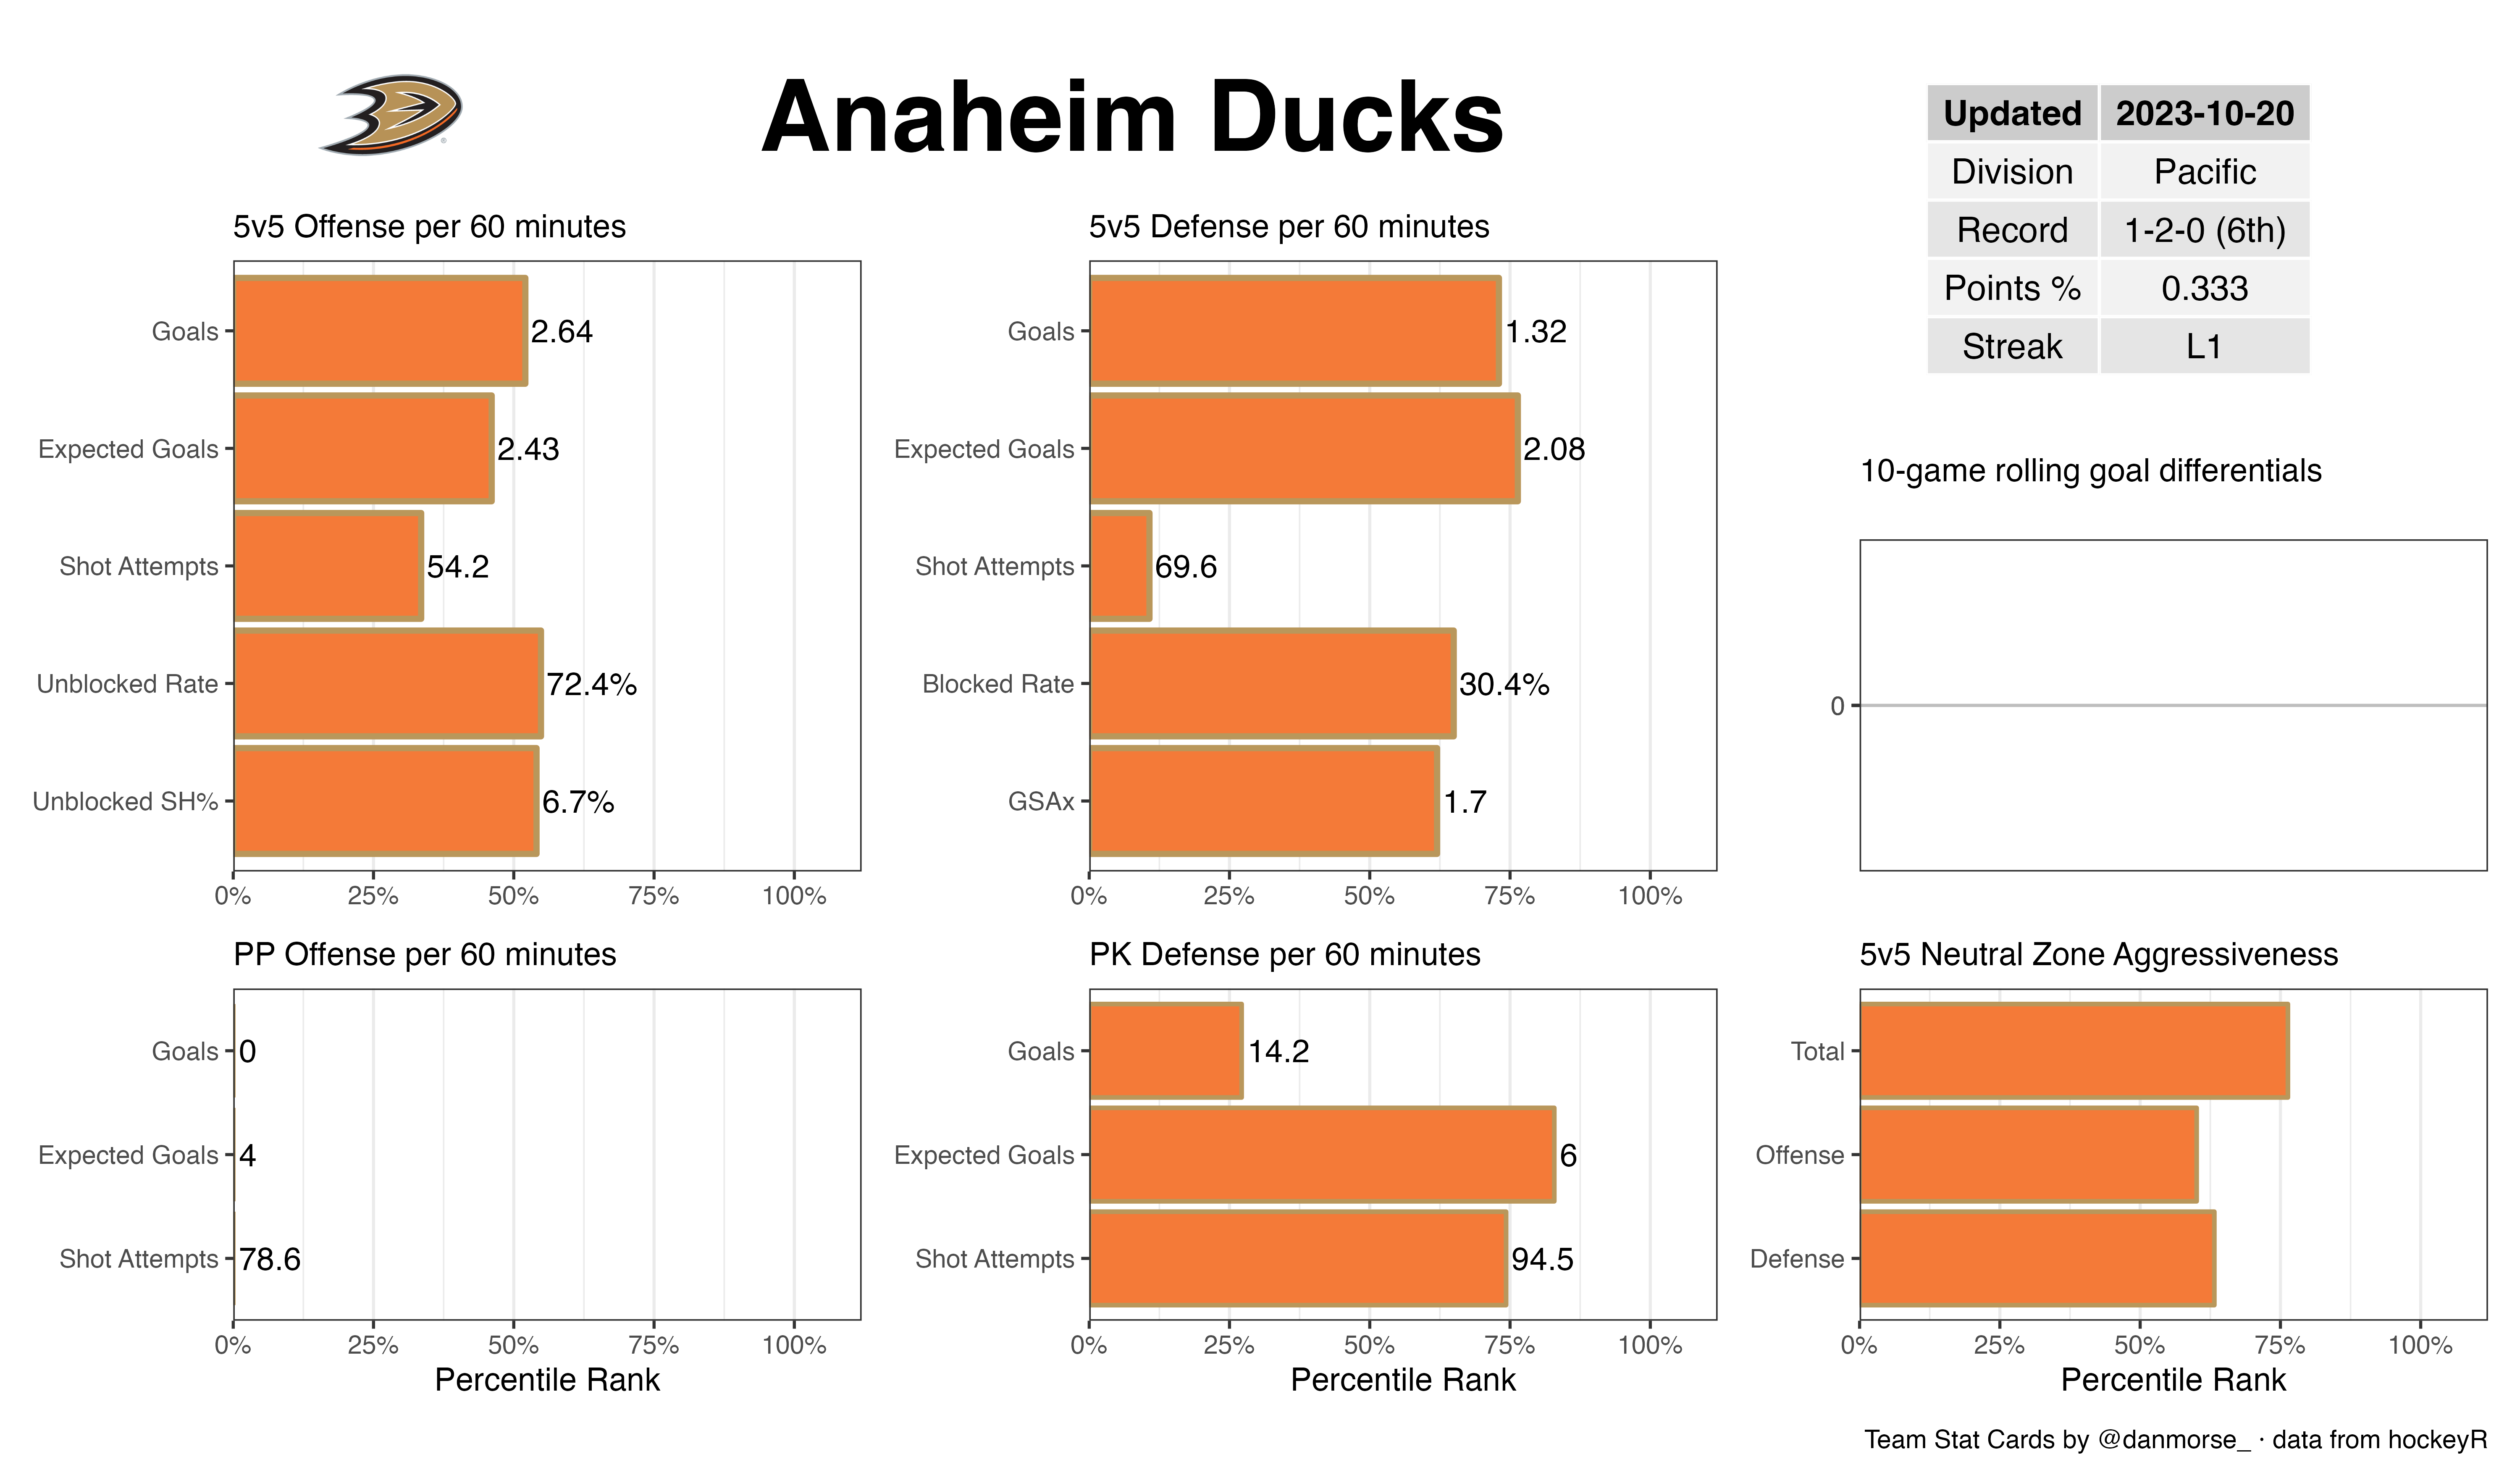 Anaheim Ducks
Updated 2023-10-20
Division Pacific
Record 1-2-0 (6th)
Points % 0.333
Streak L1
5v5 Offense per 60 minutes
Goals 2.64
Expected Goals 2.43
Shot Attempts 54.2
Unblocked Rate 72.4%
Unblocked SH% 6.7%
0% 25% 50% 75% 100%
5v5 Defense per 60 minutes
Goals 1.32
Expected Goals 2.08
Shot Attempts 69.6
Blocked Rate 30.4%
GSAx 1.7
0% 25% 50% 75% 100%
10-game rolling goal differentials
0
PP Offense per 60 minutes
Goals 0
Expected Goals 4
Shot Attempts 78.6
0% 25% 50% 75% 100%
Percentile Rank
PK Defense per 60 minutes
Goals 14.2
Expected Goals 6
Shot Attempts 94.5
0% 25% 50% 75% 100%
Percentile Rank
5v5 Neutral Zone Aggressiveness
Total
Offense
Defense
0% 25% 50% 75% 100%
Percentile Rank
Team Stat Cards by @danmorse_ · data from hockeyR